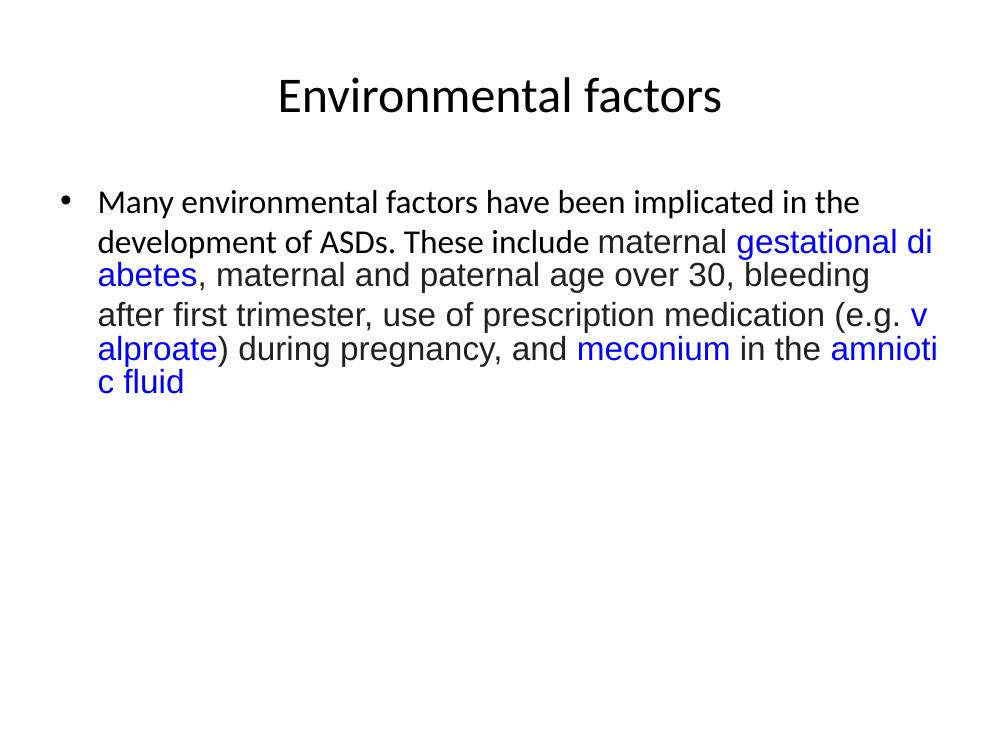 Environmental factors
• Many environmental factors have been implicated in the
development of ASDs. These include maternal gestational di
abetes, maternal and paternal age over 30, bleeding
after first trimester, use of prescription medication (e.g. v
alproate) during pregnancy, and meconium in the amnioti
c fluid